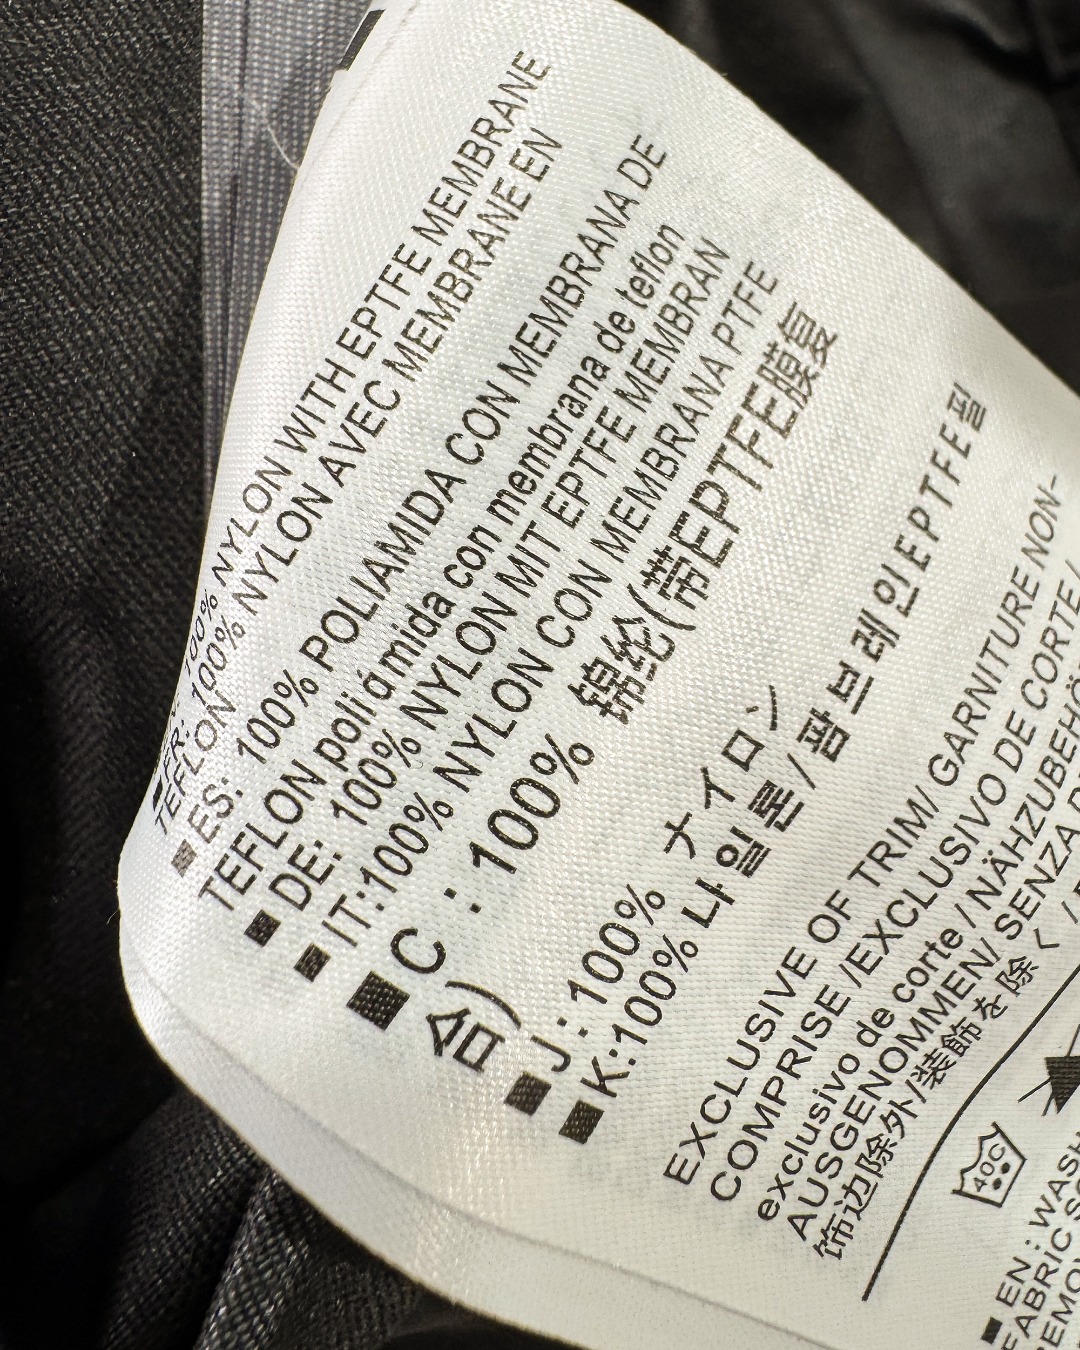 100% NYLON WITH EPTFE MEMBRANE
■ FR: 100% NYLON AVEC MEMBRANE EN
TEFLON
■ ES: 100% POLIAMIDA CON MEMBRANA DE
TEFLON poliámida con membrana de teflon
■ DE: 100% NYLON MIT EPTFE MEMBRAN
■ IT:100% NYLON CON MEMBRANA PTFE
■ C : 100% 锦纶(带EPTFE膜复
合)
■ J : 100% ナイロン
■ K:100% 나일론/팜브레인EPTFE필
EXCLUSIVE OF TRIM/ GARNITURE NON-
COMPRISE /EXCLUSIVO DE CORTE /
exclusivo de corte / NÄHZUBEHÖ
AUSGENOMMEN/ SENZA
饰边除外/装飾を除く /
40C
■ EN : WASH
FABRIC